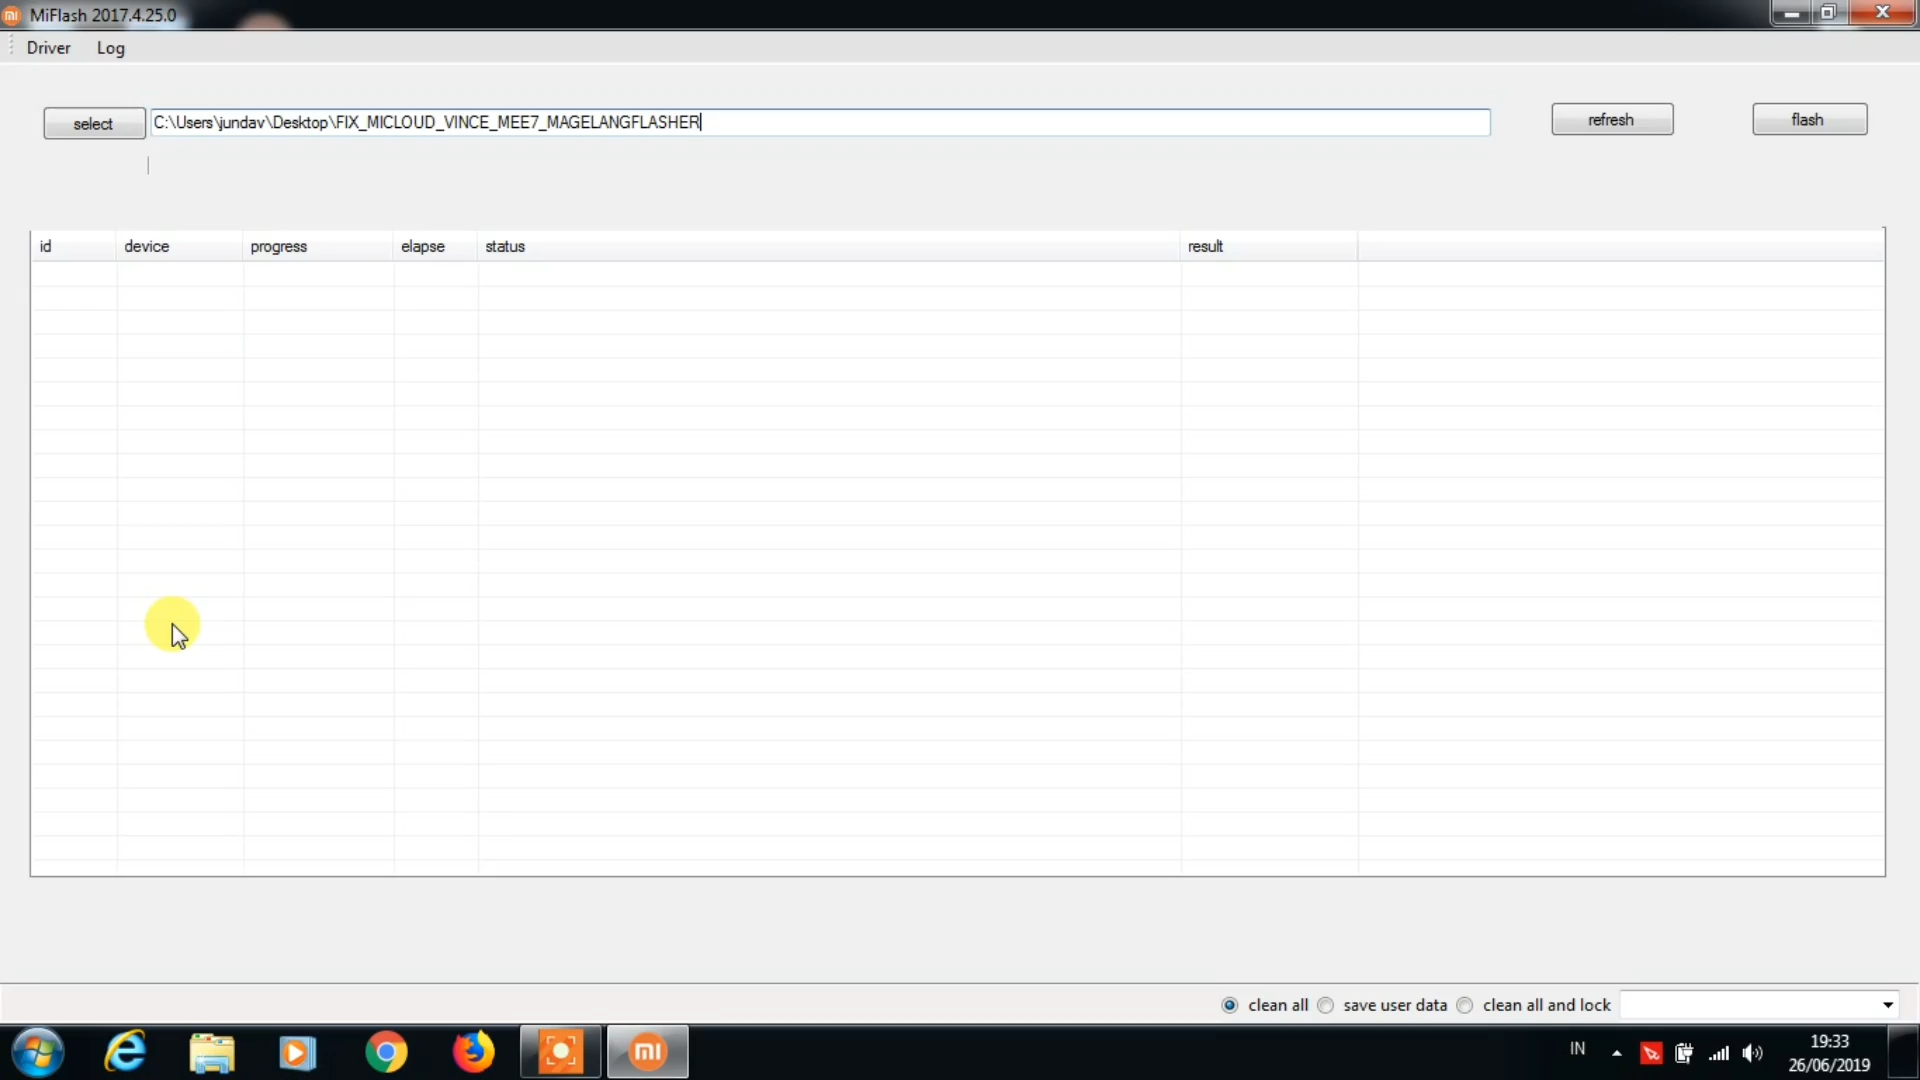 MiFlash 2017.4.25.0
Driver Log
select C:\Users\jundav\Desktop\FIX_MICLOUD_VINCE_MEE7_MAGELANGFLASHER refresh flash
id device progress elapse status result
clean all save user data clean all and lock
IN 19:33
26/06/2019